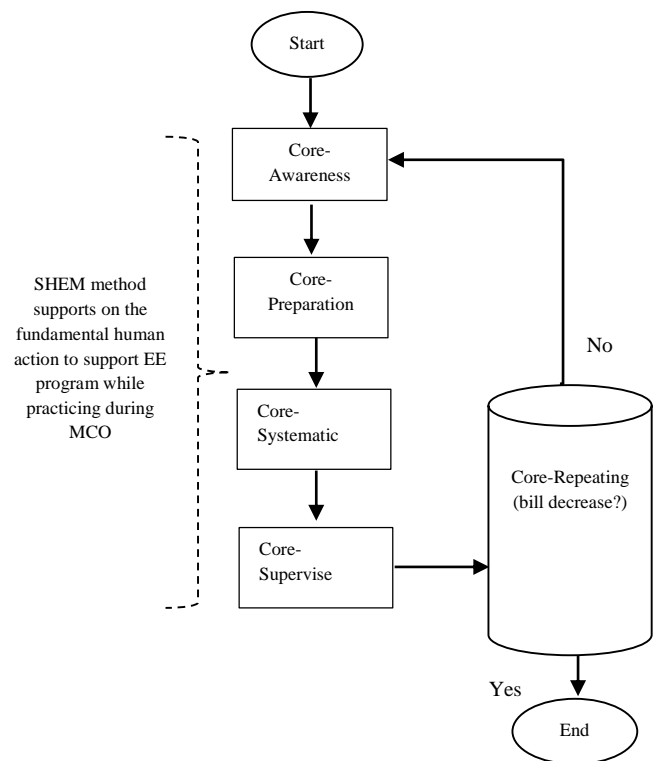 Start
Core-
Awareness
Core-
Preparation
SHEM method
supports on the
fundamental human
action to support EE
program while
practicing during
MCO
No
Core-
Systematic
Core-Repeating
(bill decrease?)
Core-
Supervise
Yes
End